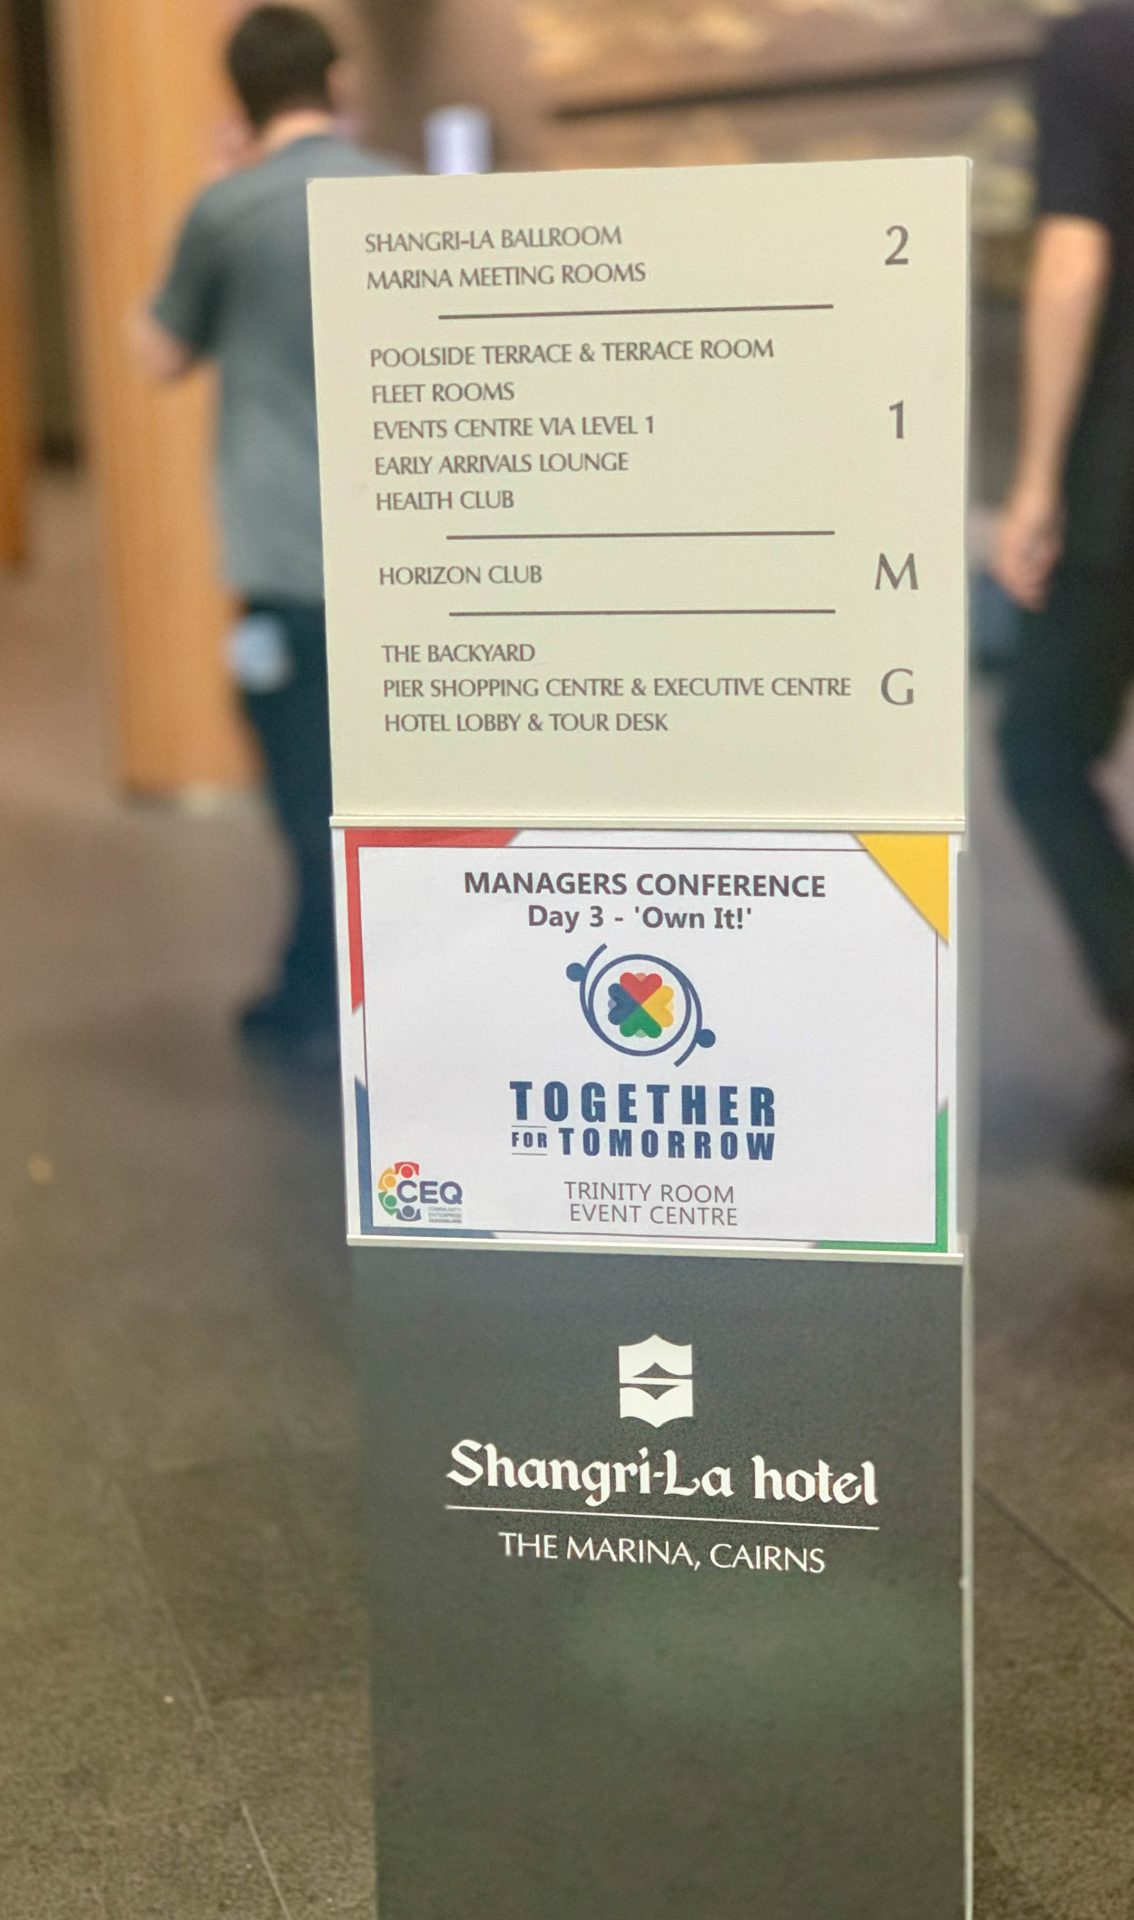 SHANGRI-LA BALLROOM
MARINA MEETING ROOMS
2
POOLSIDE TERRACE & TERRACE ROOM
FLEET ROOMS
EVENTS CENTRE VIA LEVEL 1
EARLY ARRIVALS LOUNGE
HEALTH CLUB
1
HORIZON CLUB
M
THE BACKYARD
PIER SHOPPING CENTRE & EXECUTIVE CENTRE
HOTEL LOBBY & TOUR DESK
G
MANAGERS CONFERENCE
Day 3 - 'Own It!'
TOGETHER
FOR TOMORROW
CEQ
COMMUNITY
ENTERPRISE
QUEENSLAND
TRINITY ROOM
EVENT CENTRE
S
Shangri-La hotel
THE MARINA, CAIRNS